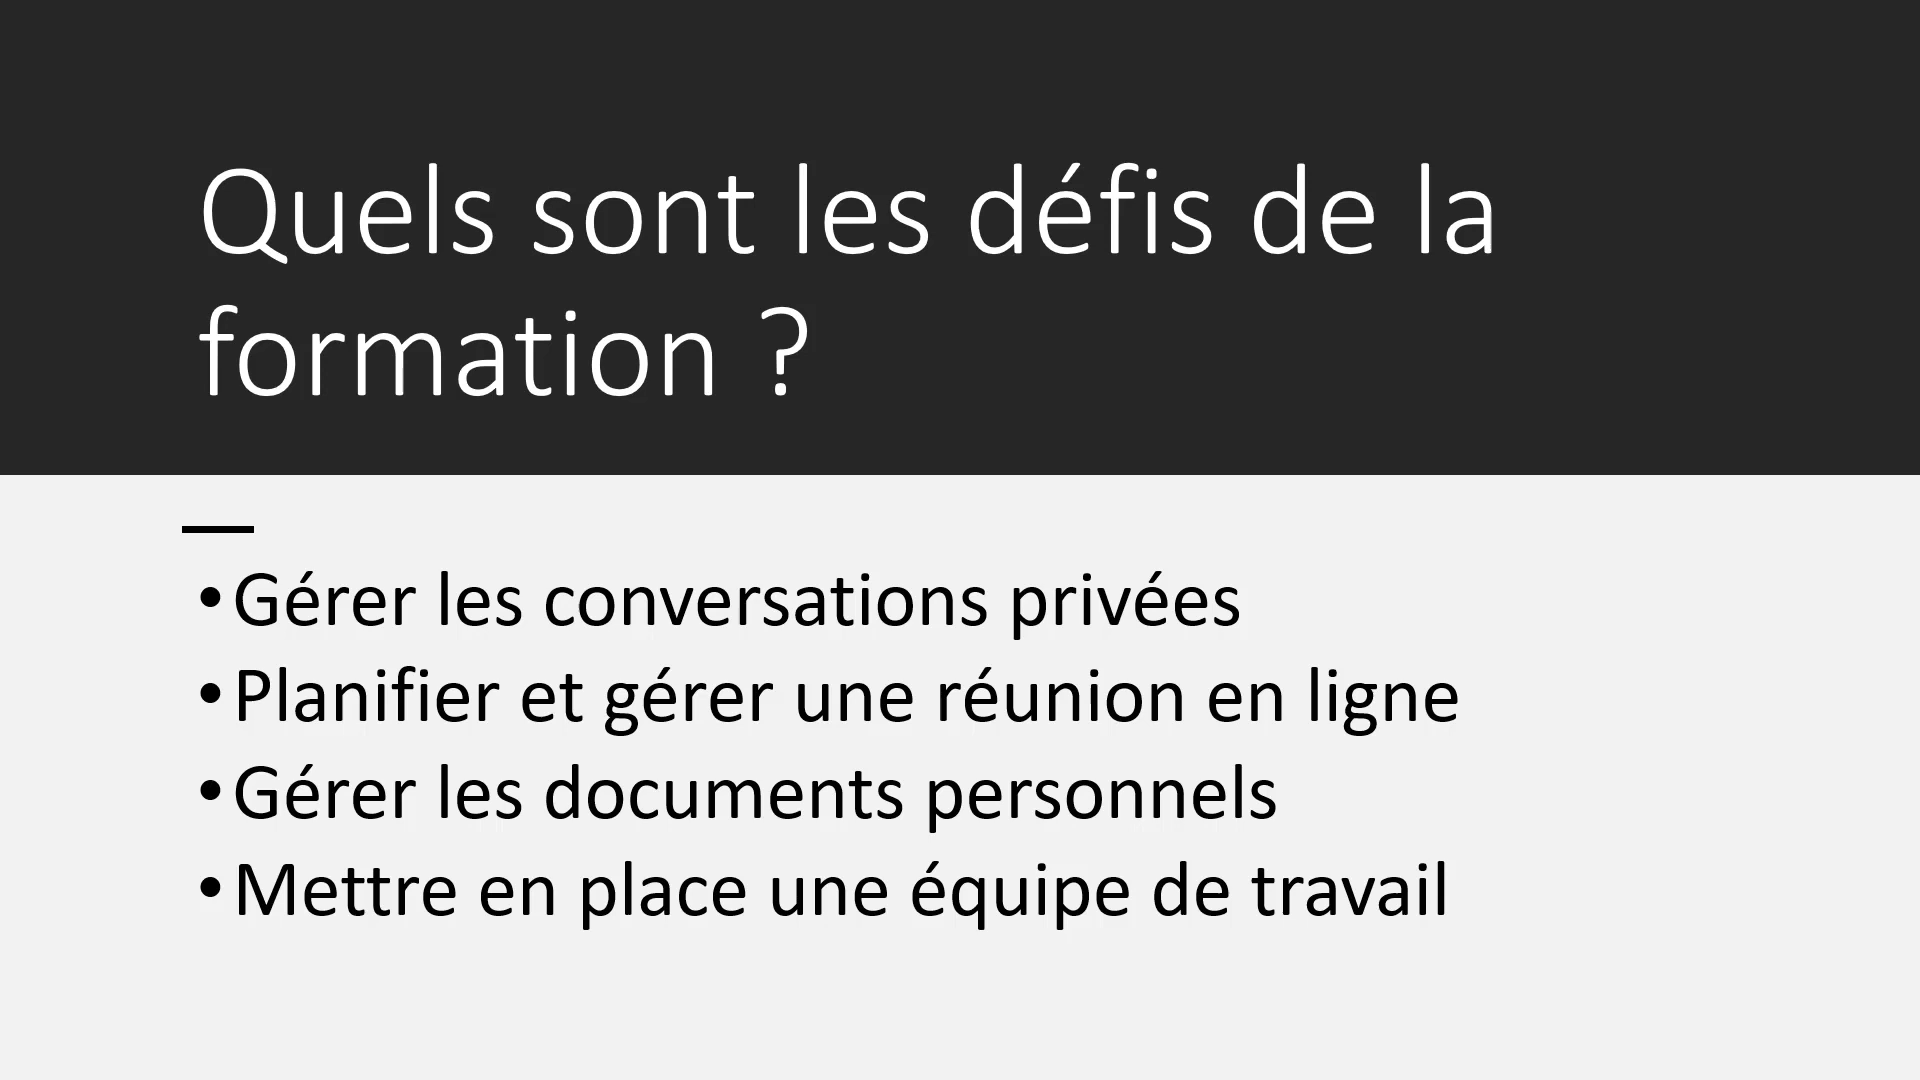 Quels sont les défis de la
formation ?
•Gérer les conversations privées
•Planifier et gérer une réunion en ligne
•Gérer les documents personnels
•Mettre en place une équipe de travail